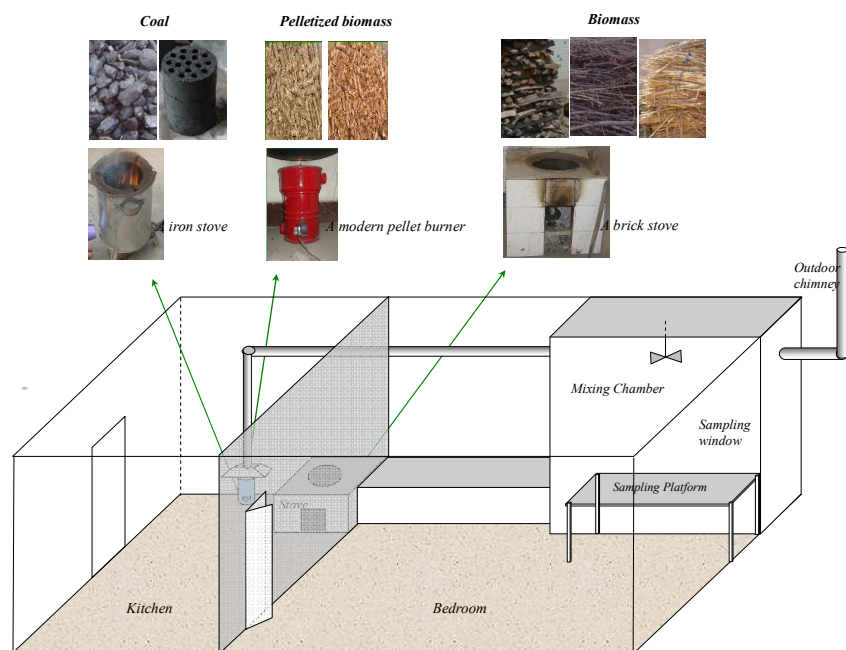 Coal
Pelletized biomass
Biomass
A iron stove
A modern pellet burner
A brick stove
Outdoor
chimney
Mixing Chamber
Sampling
window
Sampling Platform
Stove
Kitchen
Bedroom